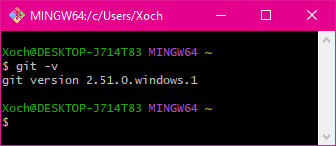 MINGW64:/c/Users/Xoch
Xoch@DESKTOP-J714T83 MINGW64 ~
$ git -v
git version 2.51.0.windows.1
Xoch@DESKTOP-J714T83 MINGW64 ~
$